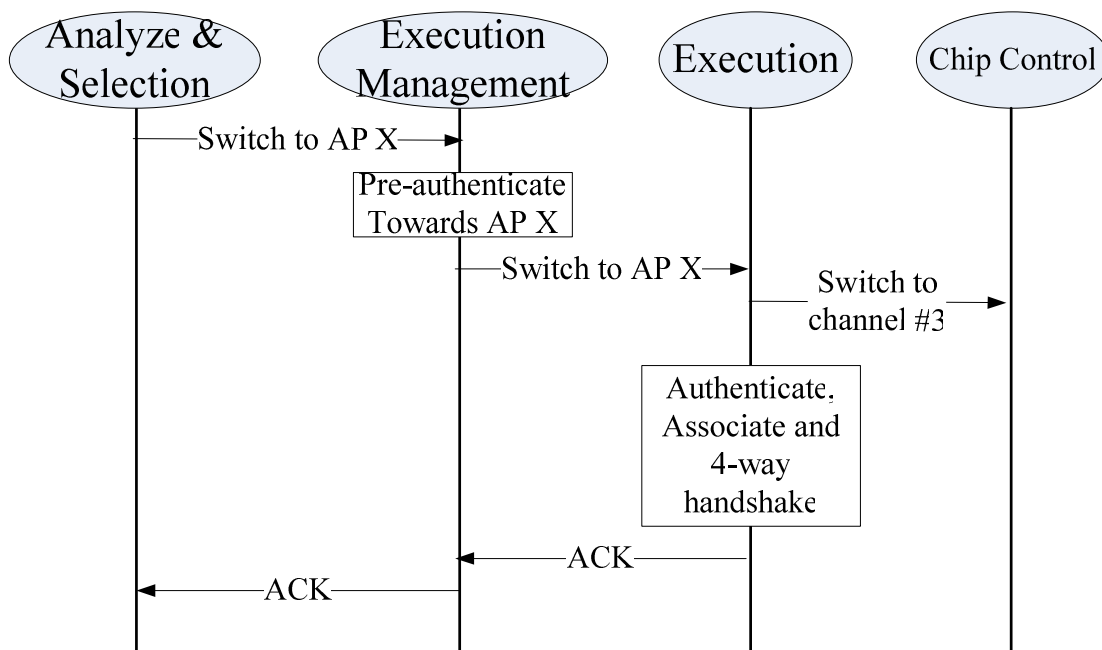 Analyze &
Selection
Execution
Management
Execution
Chip Control
Switch to AP X
Pre-authenticate
Towards AP X
Switch to AP X
Switch to
channel #3
Authenticate,
Associate and
4-way
handshake
ACK
ACK